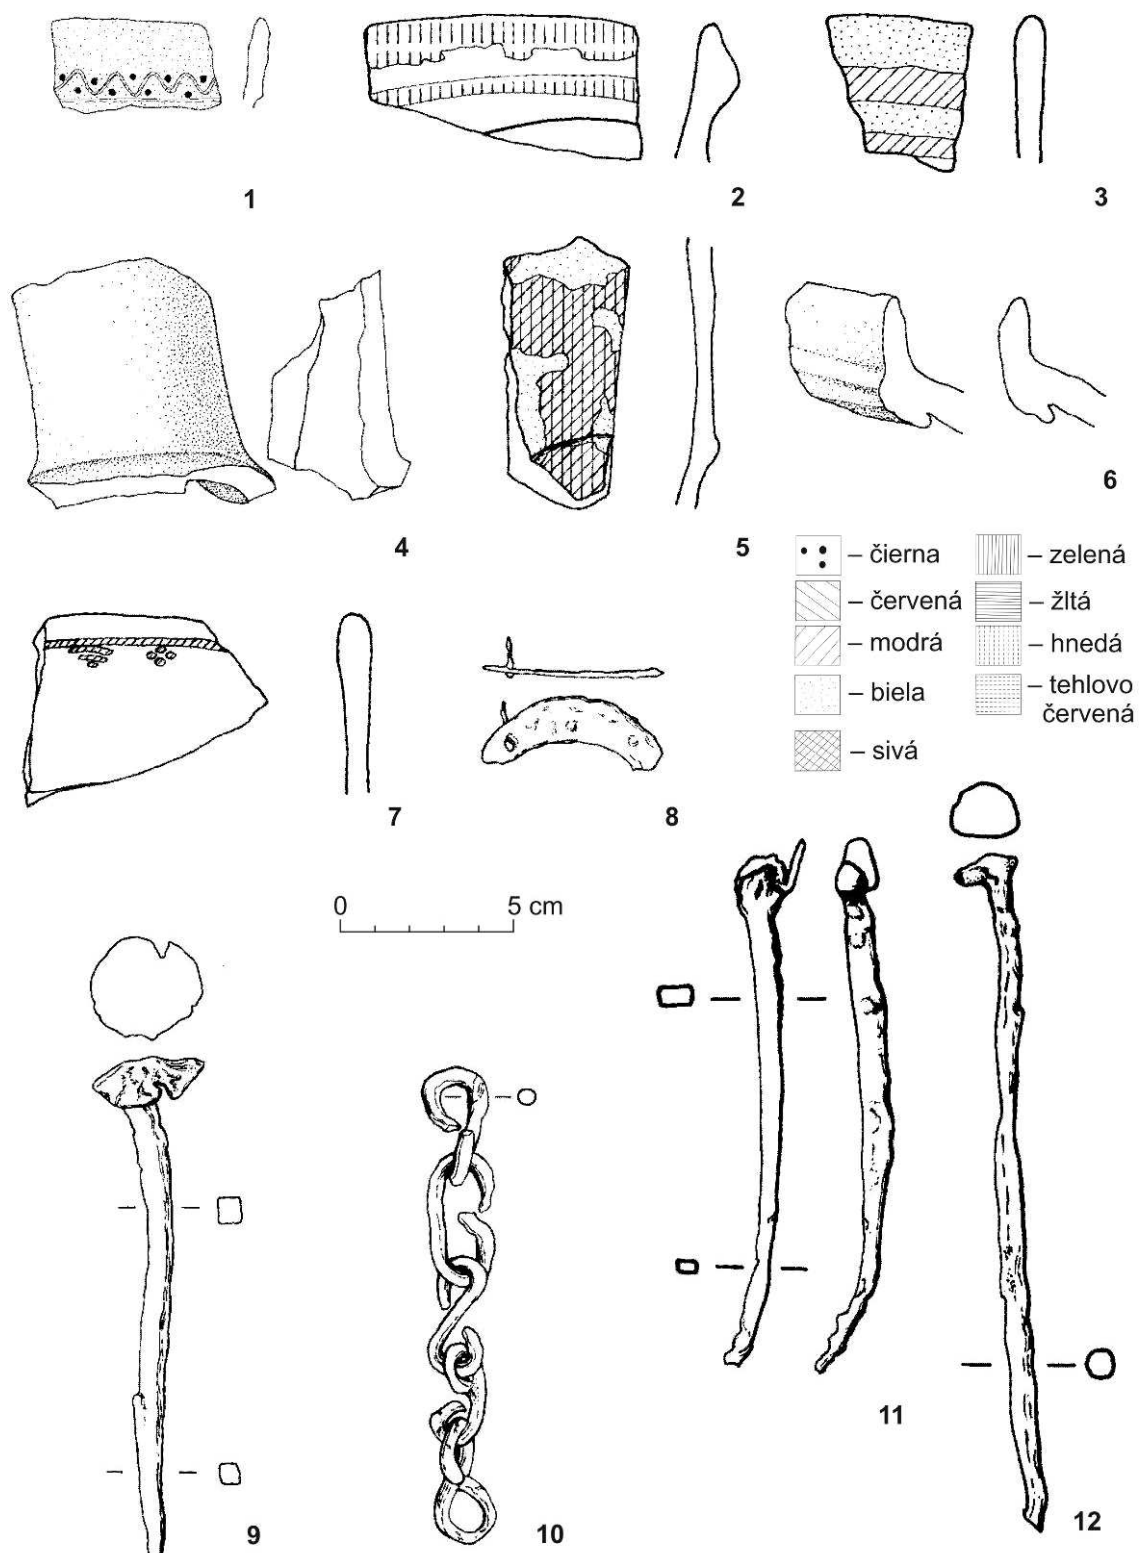 1
2
3
4
5
6
– čierna
– červená
– modrá
– biela
– sivá
– zelená
– žltá
– hnedá
– tehlovo
červená
7
8
0 5 cm
9
10
11
12